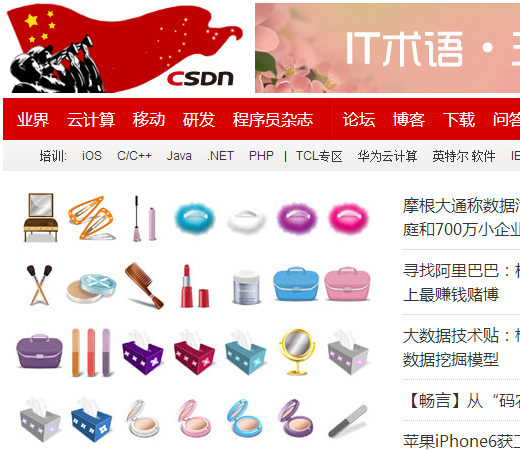 CSDN
IT术语·
业界 云计算 移动 研发 程序员杂志 论坛 博客 下载 问答
培训: iOS C/C++ Java .NET PHP | TCL专区 华为云计算 英特尔 软件
摩根大通称数据
庭和700万小企业
寻找阿里巴巴：
上最赚钱赌博
大数据技术贴：
数据挖掘模型
【畅言】从“码农
苹果iPhone6获